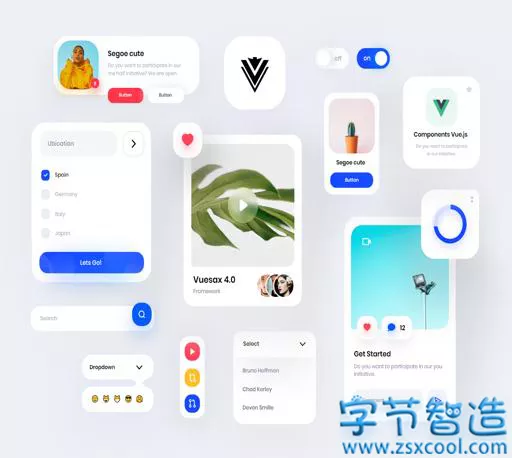 Segoe cute
Do you want to participate in our
me half initiative? We are open.
Button
Button
off
on
Ubication
Spain
Germany
Italy
Japan
Lets Go!
Segoe cute
Button
Components Vue.js
Do you want to participate
in our initiative.
Vuesax 4.0
Framework
Search
12
Get Started
Do you want to participate in our you
initiative.
Select
Bruno Hoffman
Chad Kerley
Devon Smille
Dropdown
字节智造
www.zsxcool.com